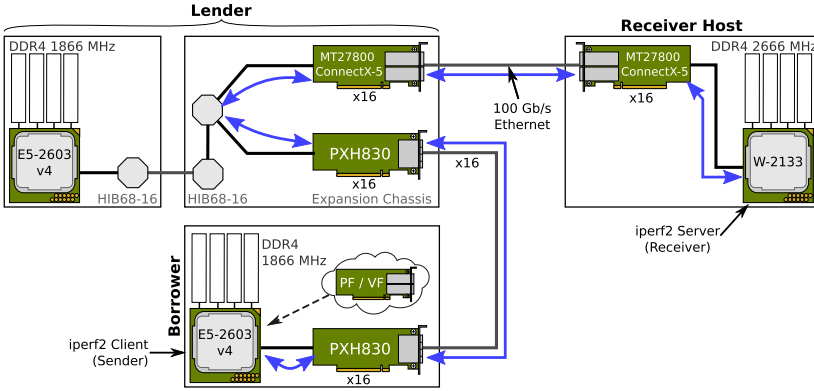 Lender
DDR4 1866 MHz
E5-2603
v4
HIB68-16
HIB68-16
MT27800
ConnectX-5
x16
PXH830
x16
Expansion Chassis
x16
100 Gb/s
Ethernet
Receiver Host
MT27800
ConnectX-5
x16
DDR4 2666 MHz
W-2133
iperf2 Server
(Receiver)
Borrower
DDR4
1866 MHz
PF / VF
E5-2603
v4
PXH830
x16
iperf2 Client
(Sender)